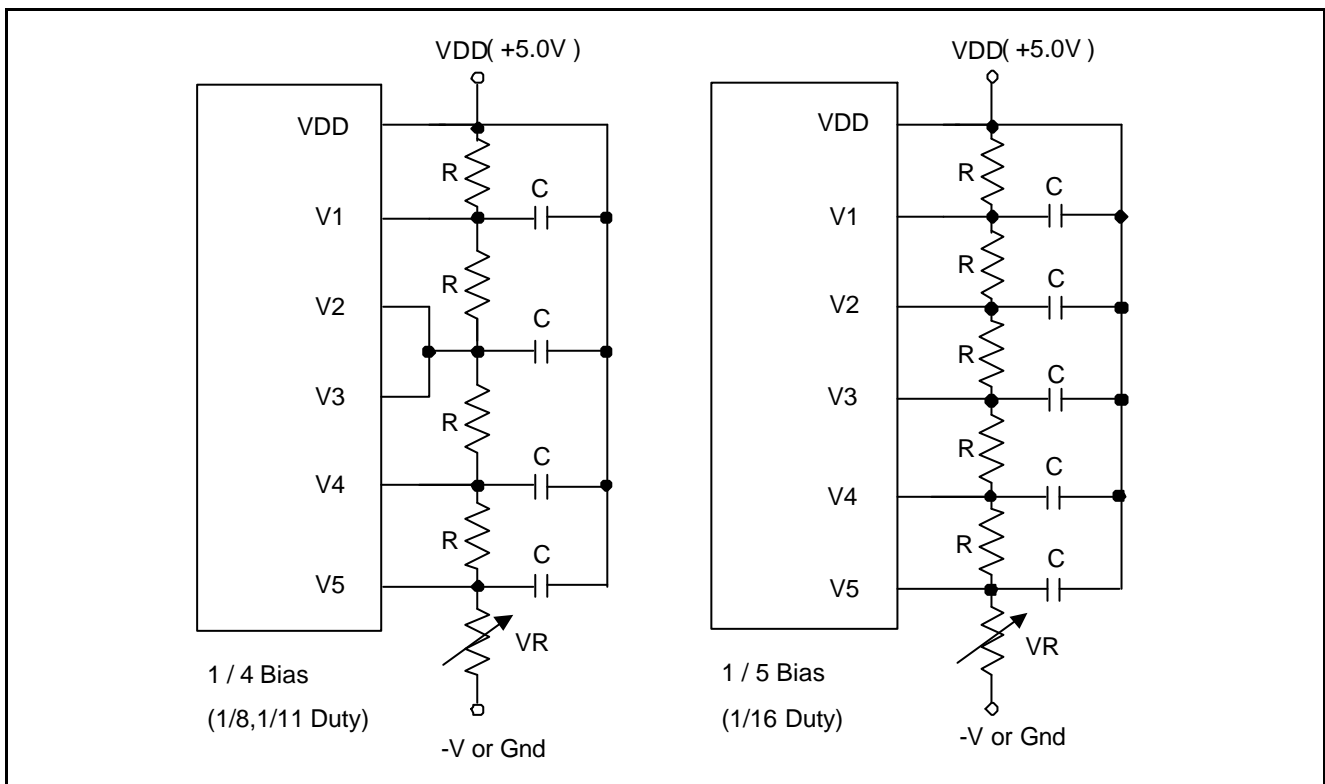 VDD( +5.0V )
VDD
R
C
V1
R
V2
C
V3
R
V4
C
R
C
V5
VR
1 / 4 Bias
(1/8,1/11 Duty)
-V or Gnd
VDD( +5.0V )
VDD
R
C
V1
R
C
V2
R
C
V3
R
C
V4
R
C
V5
VR
1 / 5 Bias
(1/16 Duty)
-V or Gnd